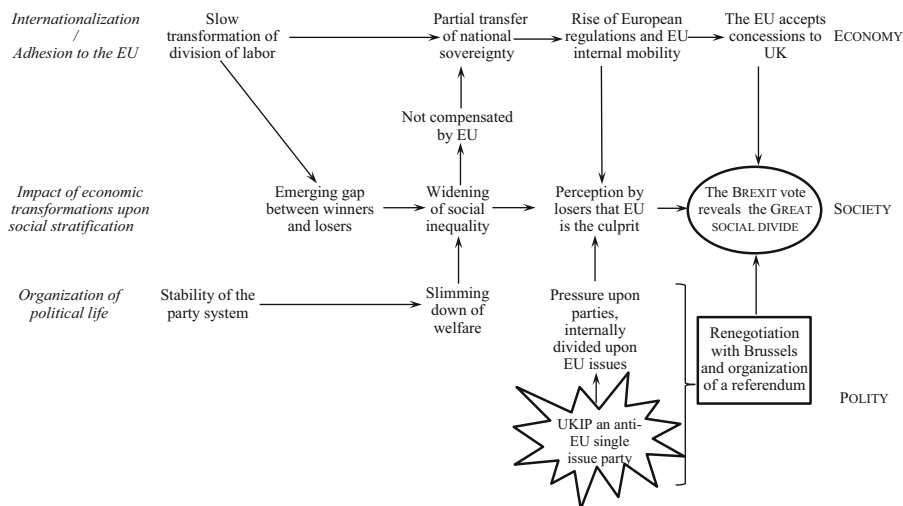 Internationalization
/
Adhesion to the EU
Slow
transformation of
division of labor
Partial transfer
of national
sovereignty
Rise of European
regulations and EU
internal mobility
The EU accepts
concessions to
UK
ECONOMY
Not compensated
by EU
Impact of economic
transformations upon
social stratification
Emerging gap
between winners
and losers
Widening
of social
inequality
Perception by
losers that EU
is the culprit
The BREXIT vote
reveals the GREAT
SOCIAL DIVIDE
SOCIETY
Organization of
political life
Stability of the
party system
Slimming
down of
welfare
Pressure upon
parties,
internally
divided upon
EU issues
Renegotiation
with Brussels
and organization
of a referendum
POLITY
UKIP an anti-
EU single
issue party